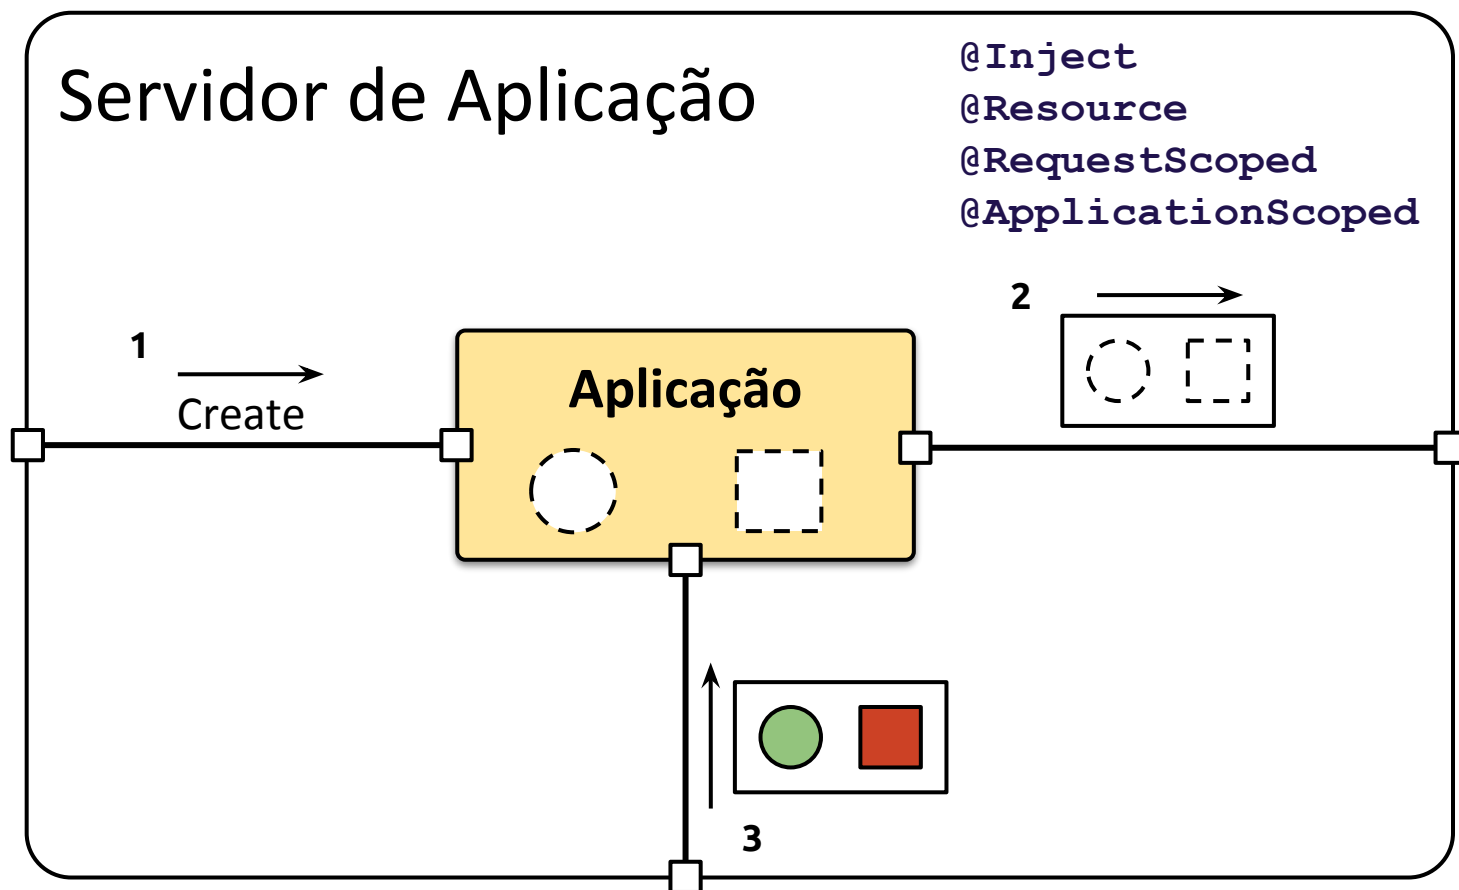 Servidor de Aplicação
@Inject
@Resource
@RequestScoped
@ApplicationScoped
1
Create
2
Aplicação
3